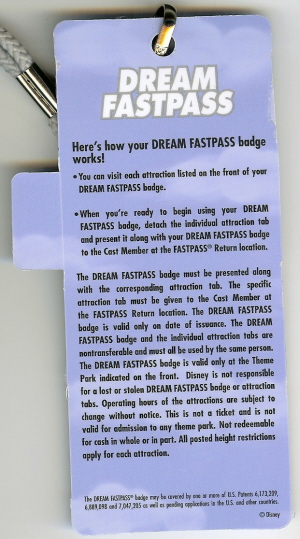 DREAM
FASTPASS
Here's how your DREAM FASTPASS badge
works!
• You can visit each attraction listed on the front of your
DREAM FASTPASS badge.
• When you're ready to begin using your DREAM
FASTPASS badge, detach the individual attraction tab
and present it along with your DREAM FASTPASS badge
to the Cast Member at the FASTPASS® Return location.
The DREAM FASTPASS badge must be presented along
with the corresponding attraction tab. The specific
attraction tab must be given to the Cast Member at
the FASTPASS Return location. The DREAM FASTPASS
badge is valid only on date of issuance. The DREAM
FASTPASS badge and the individual attraction tabs are
nontransferable and must all be used by the same person.
The DREAM FASTPASS badge is valid only at the Theme
Park indicated on the front. Disney is not responsible
for a lost or stolen DREAM FASTPASS badge or attraction
tabs. Operating hours of the attractions are subject to
change without notice. This is not a ticket and is not
valid for admission to any theme park. Not redeemable
for cash in whole or in part. All posted height restrictions
apply for each attraction.
The DREAM FASTPASS® badge may be covered by one or more of U.S. Patents 6,173,209,
6,889,098 and 7,047,205 as well as pending applications in the U.S. and other countries.
© Disney